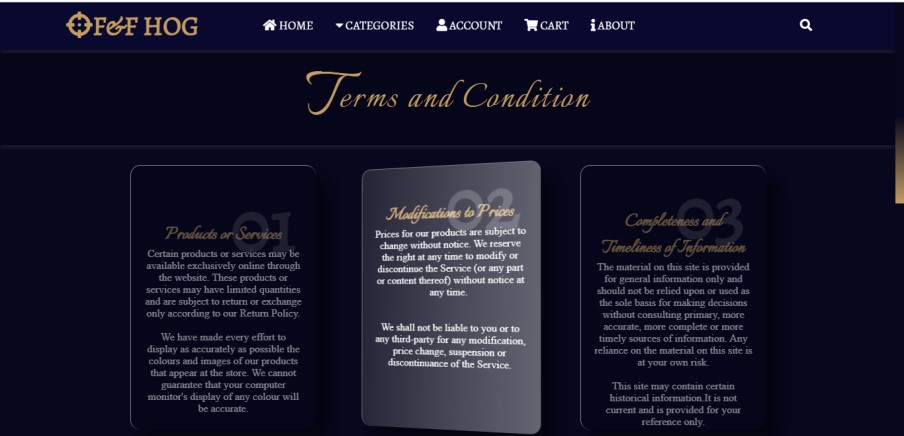 F&F HOG
HOME
CATEGORIES
ACCOUNT
CART
ABOUT
Terms and Condition
01
Products or Services
Certain products or services may be
available exclusively online through
the website. These products or
services may have limited quantities
and are subject to return or exchange
only according to our Return Policy.
We have made every effort to
display as accurately as possible the
colours and images of our products
that appear at the store. We cannot
guarantee that your computer
monitor's display of any colour will
be accurate.
02
Modifications to Prices
Prices for our products are subject to
change without notice. We reserve
the right at any time to modify or
discontinue the Service (or any part
or content thereof) without notice at
any time.
We shall not be liable to you or to
any third-party for any modification,
price change, suspension or
discontinuance of the Service.
03
Completeness and
Timeliness of Information
The material on this site is provided
for general information only and
should not be relied upon or used as
the sole basis for making decisions
without consulting primary, more
accurate, more complete or more
timely sources of information. Any
reliance on the material on this site is
at your own risk.
This site may contain certain
historical information.It is not
current and is provided for your
reference only.